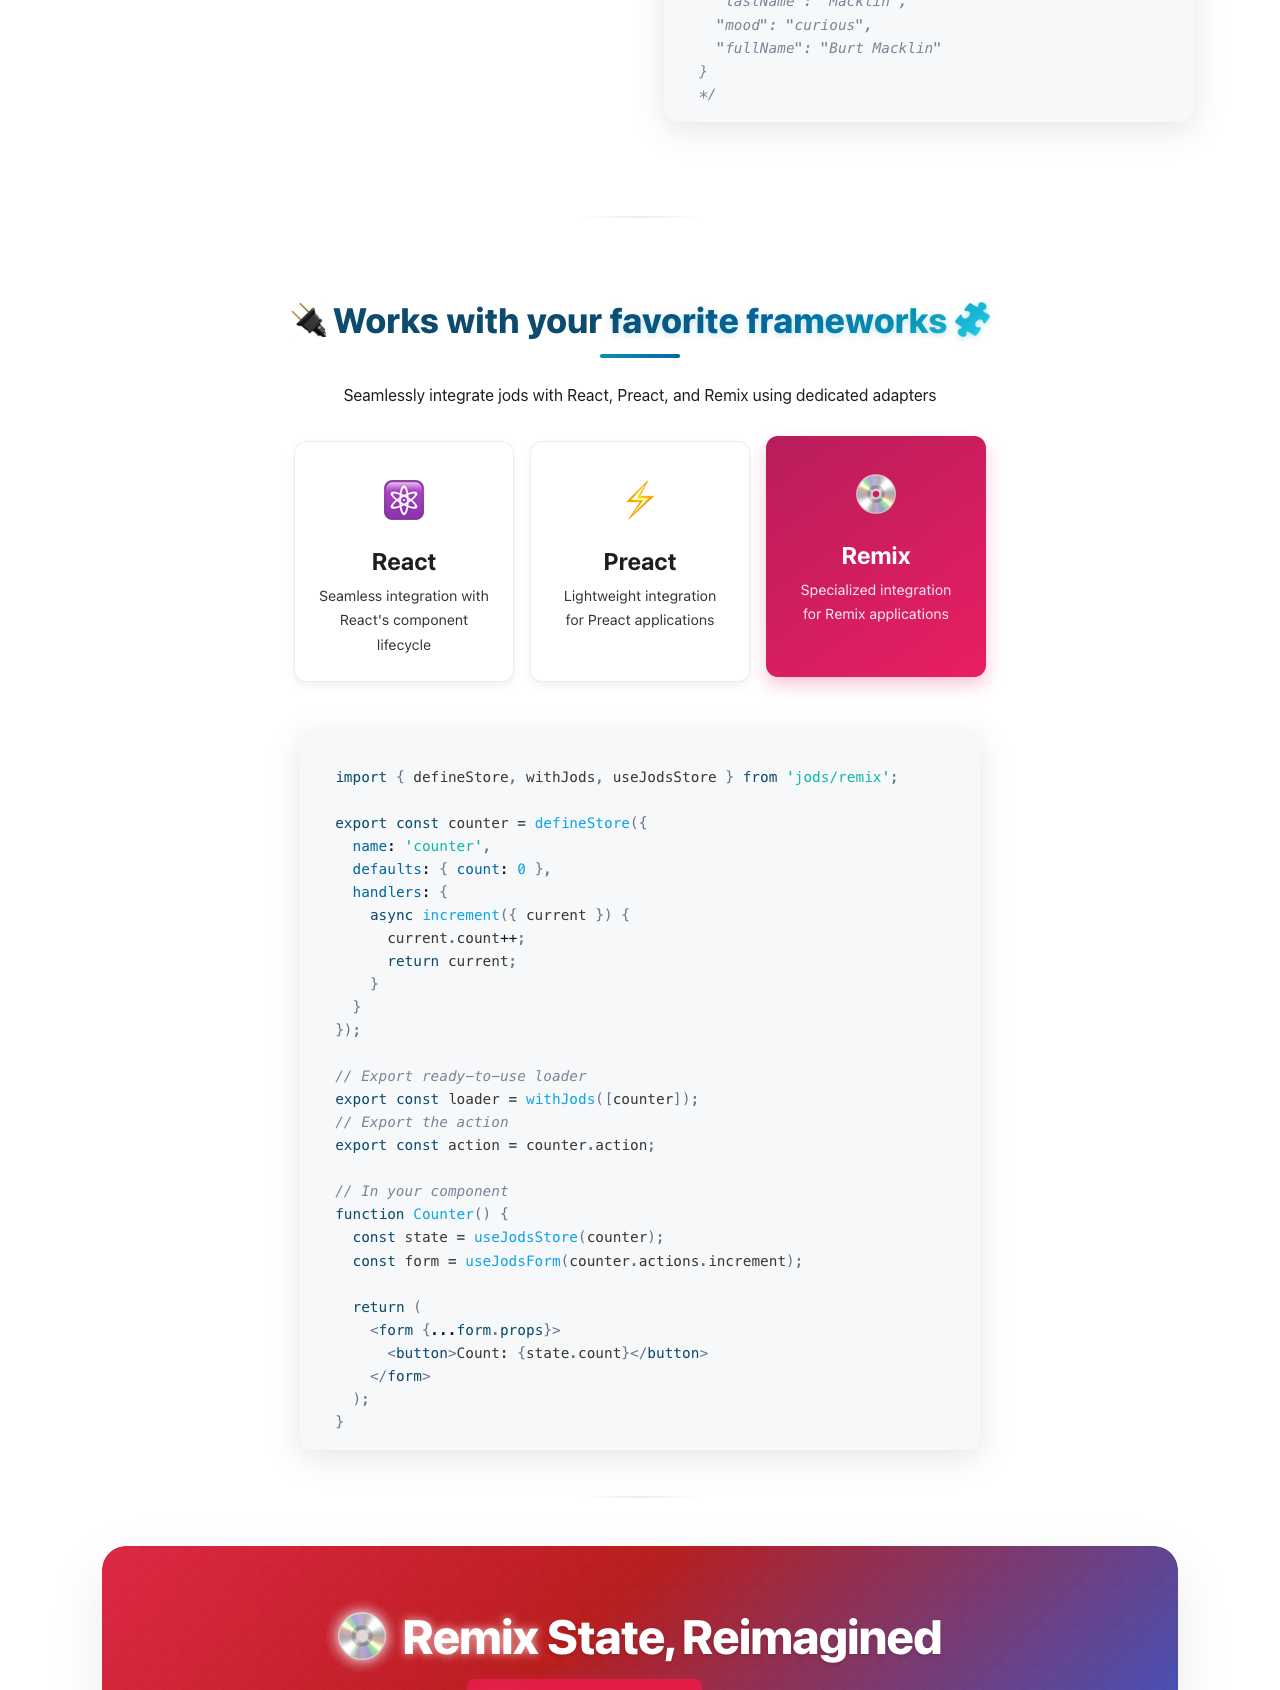 "lastName": "Macklin",
"mood": "curious",
"fullName": "Burt Macklin"
}
*/
Works with your favorite frameworks
Seamlessly integrate jods with React, Preact, and Remix using dedicated adapters
React
Seamless integration with
React's component
lifecycle
Preact
Lightweight integration
for Preact applications
Remix
Specialized integration
for Remix applications
import { defineStore, withJods, useJodsStore } from 'jods/remix';
export const counter = defineStore({
  name: 'counter',
  defaults: { count: 0 },
  handlers: {
    async increment({ current }) {
      current.count++;
      return current;
    }
  }
});
// Export ready-to-use loader
export const loader = withJods([counter]);
// Export the action
export const action = counter.action;
// In your component
function Counter() {
  const state = useJodsStore(counter);
  const form = useJodsForm(counter.actions.increment);
  return (
    <form {...form.props}>
      <button>Count: {state.count}</button>
    </form>
  );
}
Remix State, Reimagined